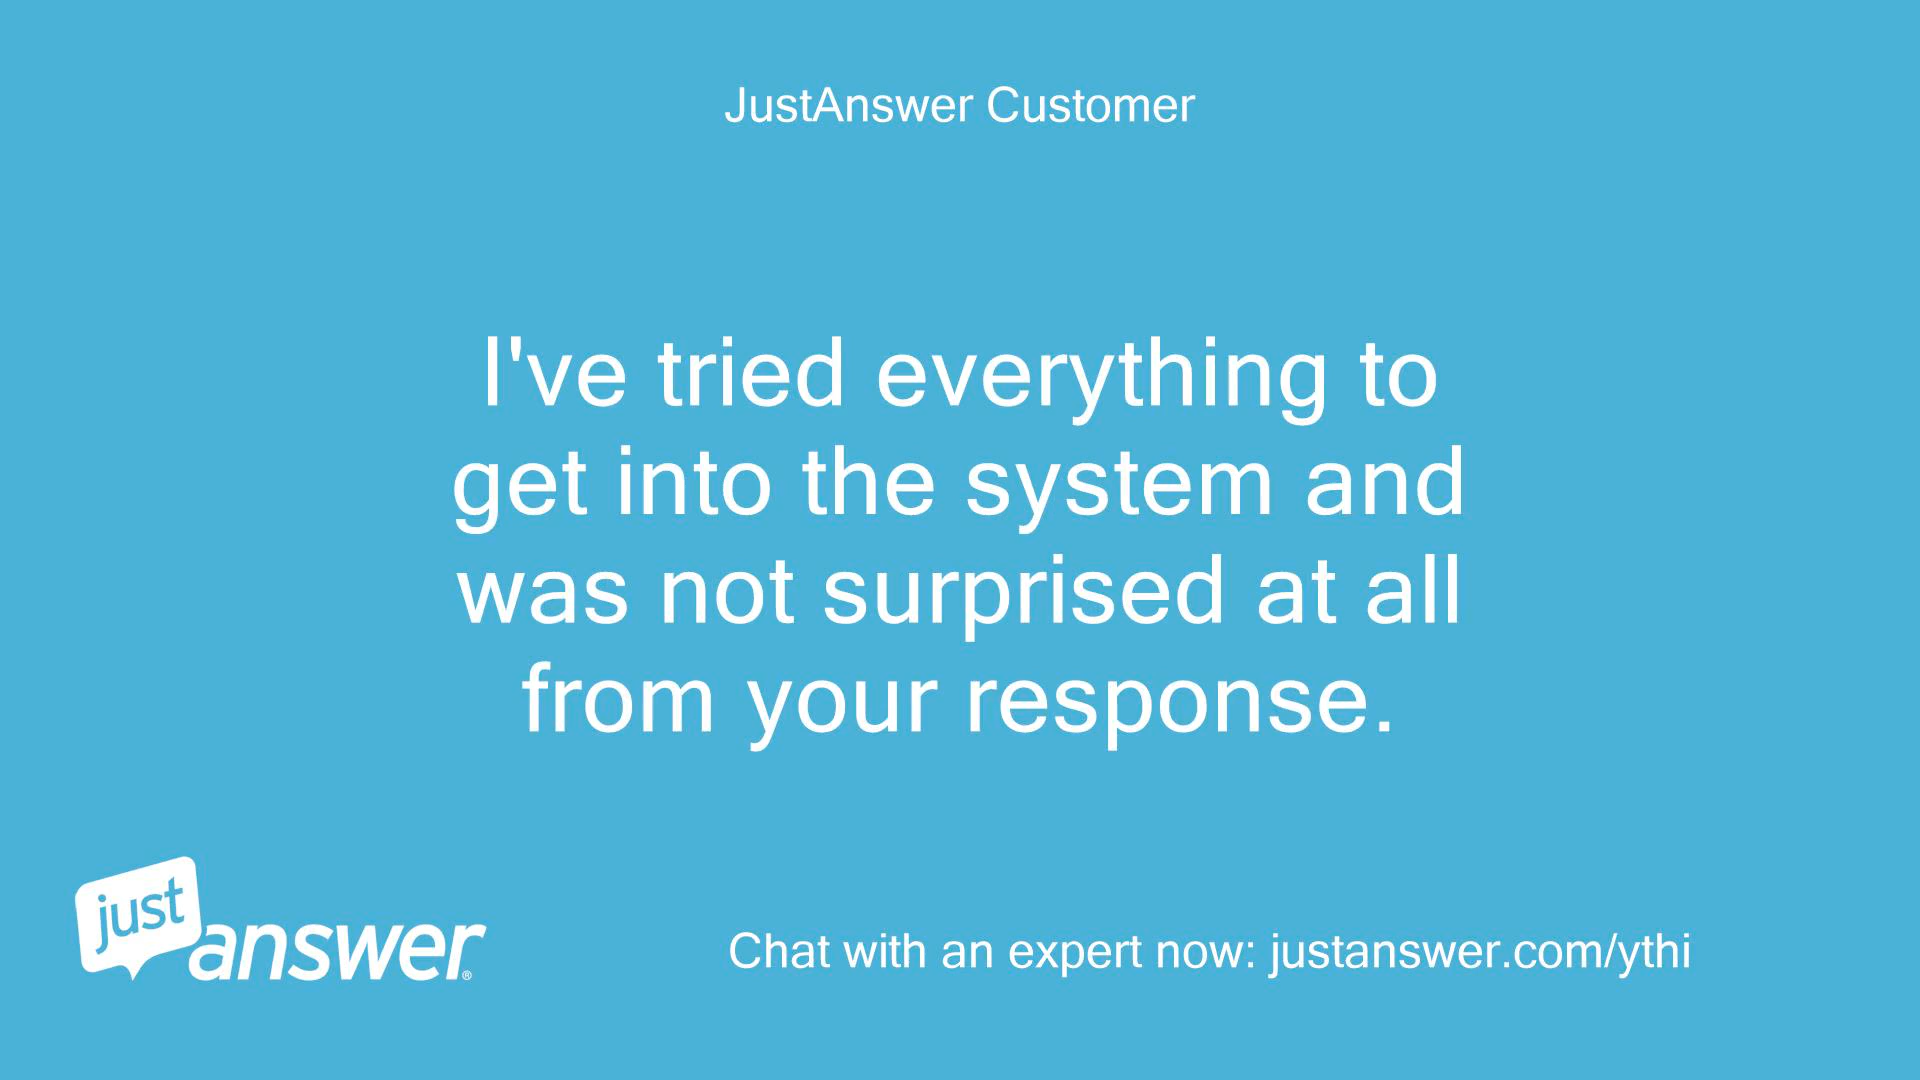 JustAnswer Customer
I've tried everything to
get into the system and
was not surprised at all
from your response.
just
answer®
Chat with an expert now: justanswer.com/ythi